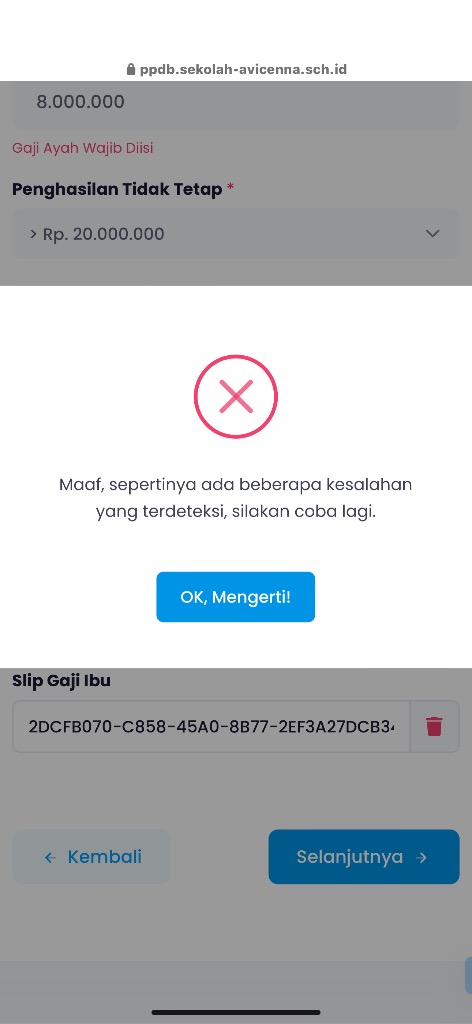 ppdb.sekolah-avicenna.sch.id
8.000.000
Gaji Ayah Wajib Diisi
Penghasilan Tidak Tetap *
> Rp. 20.000.000
Maaf, sepertinya ada beberapa kesalahan
yang terdeteksi, silakan coba lagi.
OK, Mengerti!
Slip Gaji Ibu
2DCFB070-C858-45A0-8B77-2EF3A27DCB3
← Kembali
Selanjutnya →